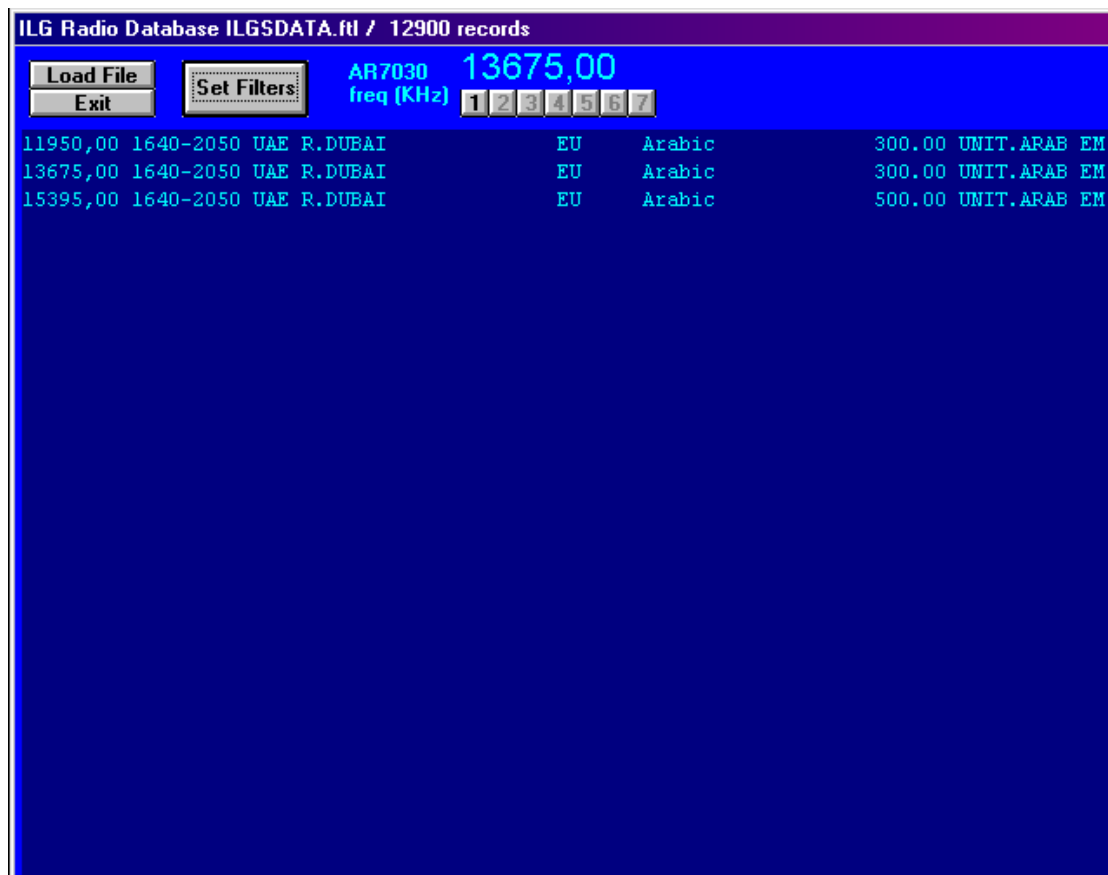 ILG Radio Database ILGSDATA.ftl / 12900 records
Load File
Exit
Set Filters
AR7030
freq (KHz)
13675,00
1 2 3 4 5 6 7
11950,00 1640-2050 UAE R.DUBAI EU Arabic 300.00 UNIT.ARAB EM
13675,00 1640-2050 UAE R.DUBAI EU Arabic 300.00 UNIT.ARAB EM
15395,00 1640-2050 UAE R.DUBAI EU Arabic 500.00 UNIT.ARAB EM